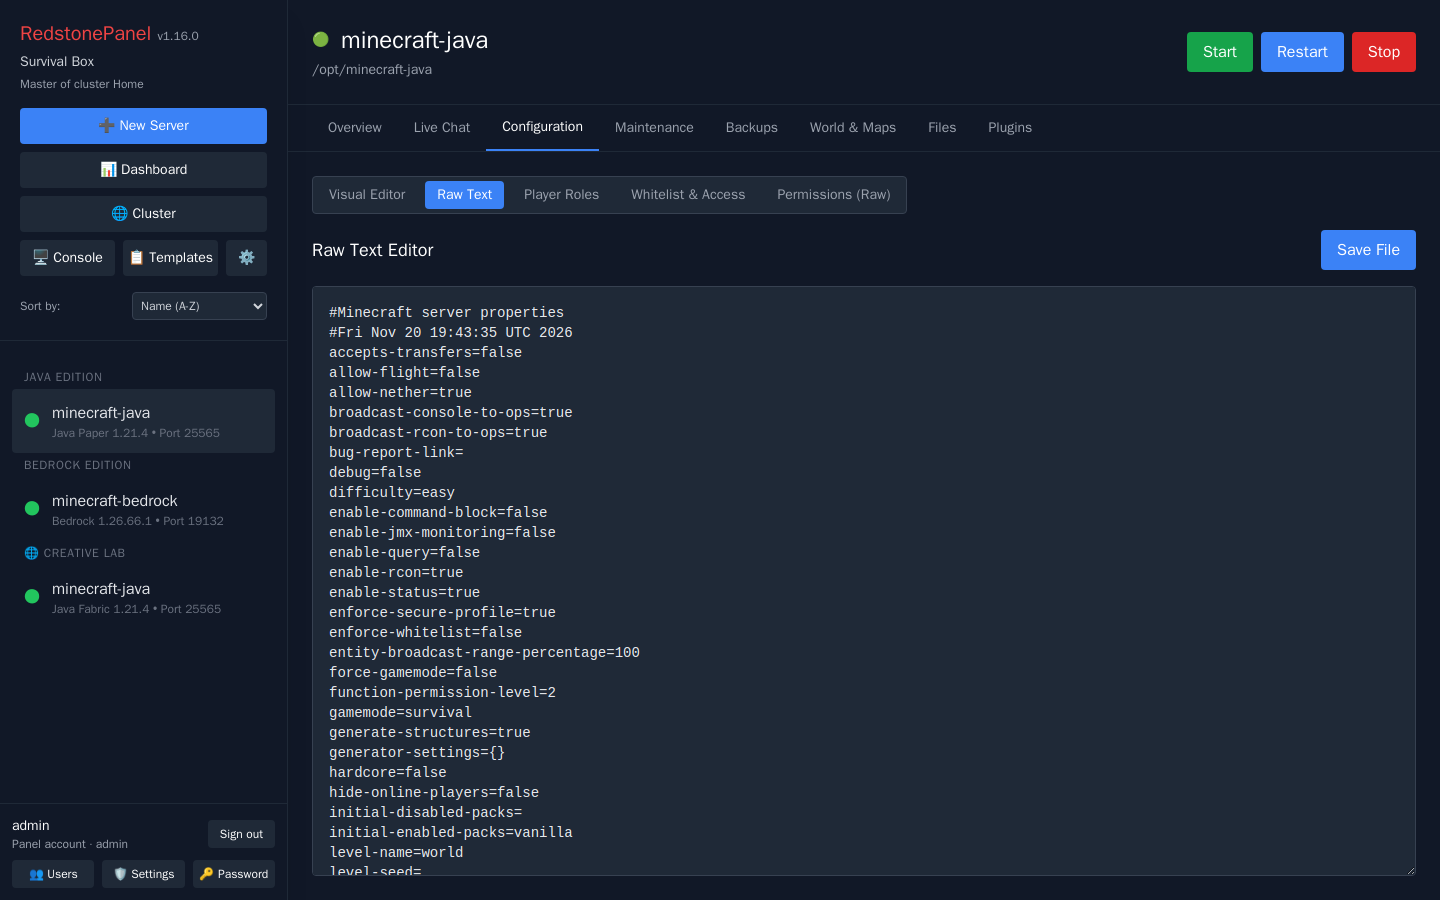 RedstonePanel v1.16.0
Survival Box
Master of cluster Home
➕ New Server
📊 Dashboard
🌐 Cluster
🖥️ Console
📋 Templates
⚙️
Sort by:
Name (A-Z)
JAVA EDITION
minecraft-java
Java Paper 1.21.4 • Port 25565
BEDROCK EDITION
minecraft-bedrock
Bedrock 1.26.66.1 • Port 19132
🌐 CREATIVE LAB
minecraft-java
Java Fabric 1.21.4 • Port 25565
admin
Panel account · admin
Sign out
👥 Users
🛡️ Settings
🔑 Password
minecraft-java
/opt/minecraft-java
Start
Restart
Stop
Overview
Live Chat
Configuration
Maintenance
Backups
World & Maps
Files
Plugins
Visual Editor
Raw Text
Player Roles
Whitelist & Access
Permissions (Raw)
Raw Text Editor
Save File
#Minecraft server properties
#Fri Nov 20 19:43:35 UTC 2026
accepts-transfers=false
allow-flight=false
allow-nether=true
broadcast-console-to-ops=true
broadcast-rcon-to-ops=true
bug-report-link=
debug=false
difficulty=easy
enable-command-block=false
enable-jmx-monitoring=false
enable-query=false
enable-rcon=true
enable-status=true
enforce-secure-profile=true
enforce-whitelist=false
entity-broadcast-range-percentage=100
force-gamemode=false
function-permission-level=2
gamemode=survival
generate-structures=true
generator-settings={}
hardcore=false
hide-online-players=false
initial-disabled-packs=
initial-enabled-packs=vanilla
level-name=world
level-seed=